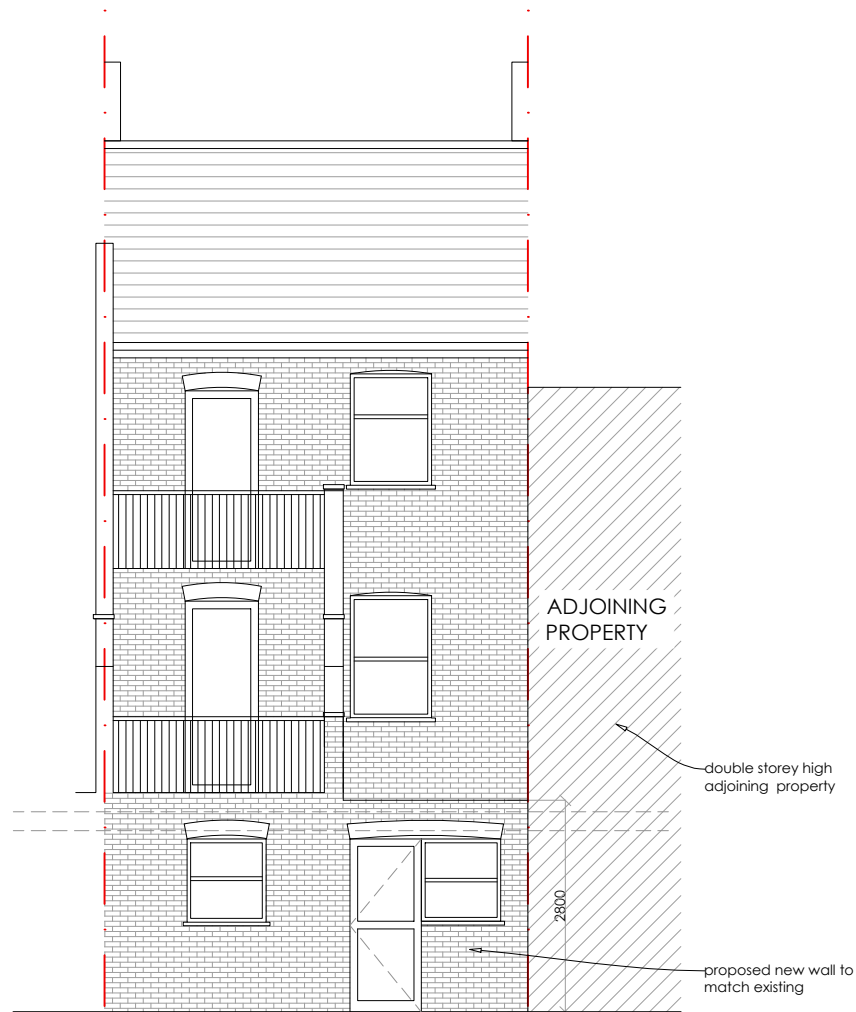 ADJOINING
PROPERTY
double storey high
adjoining property
2800
proposed new wall to
match existing